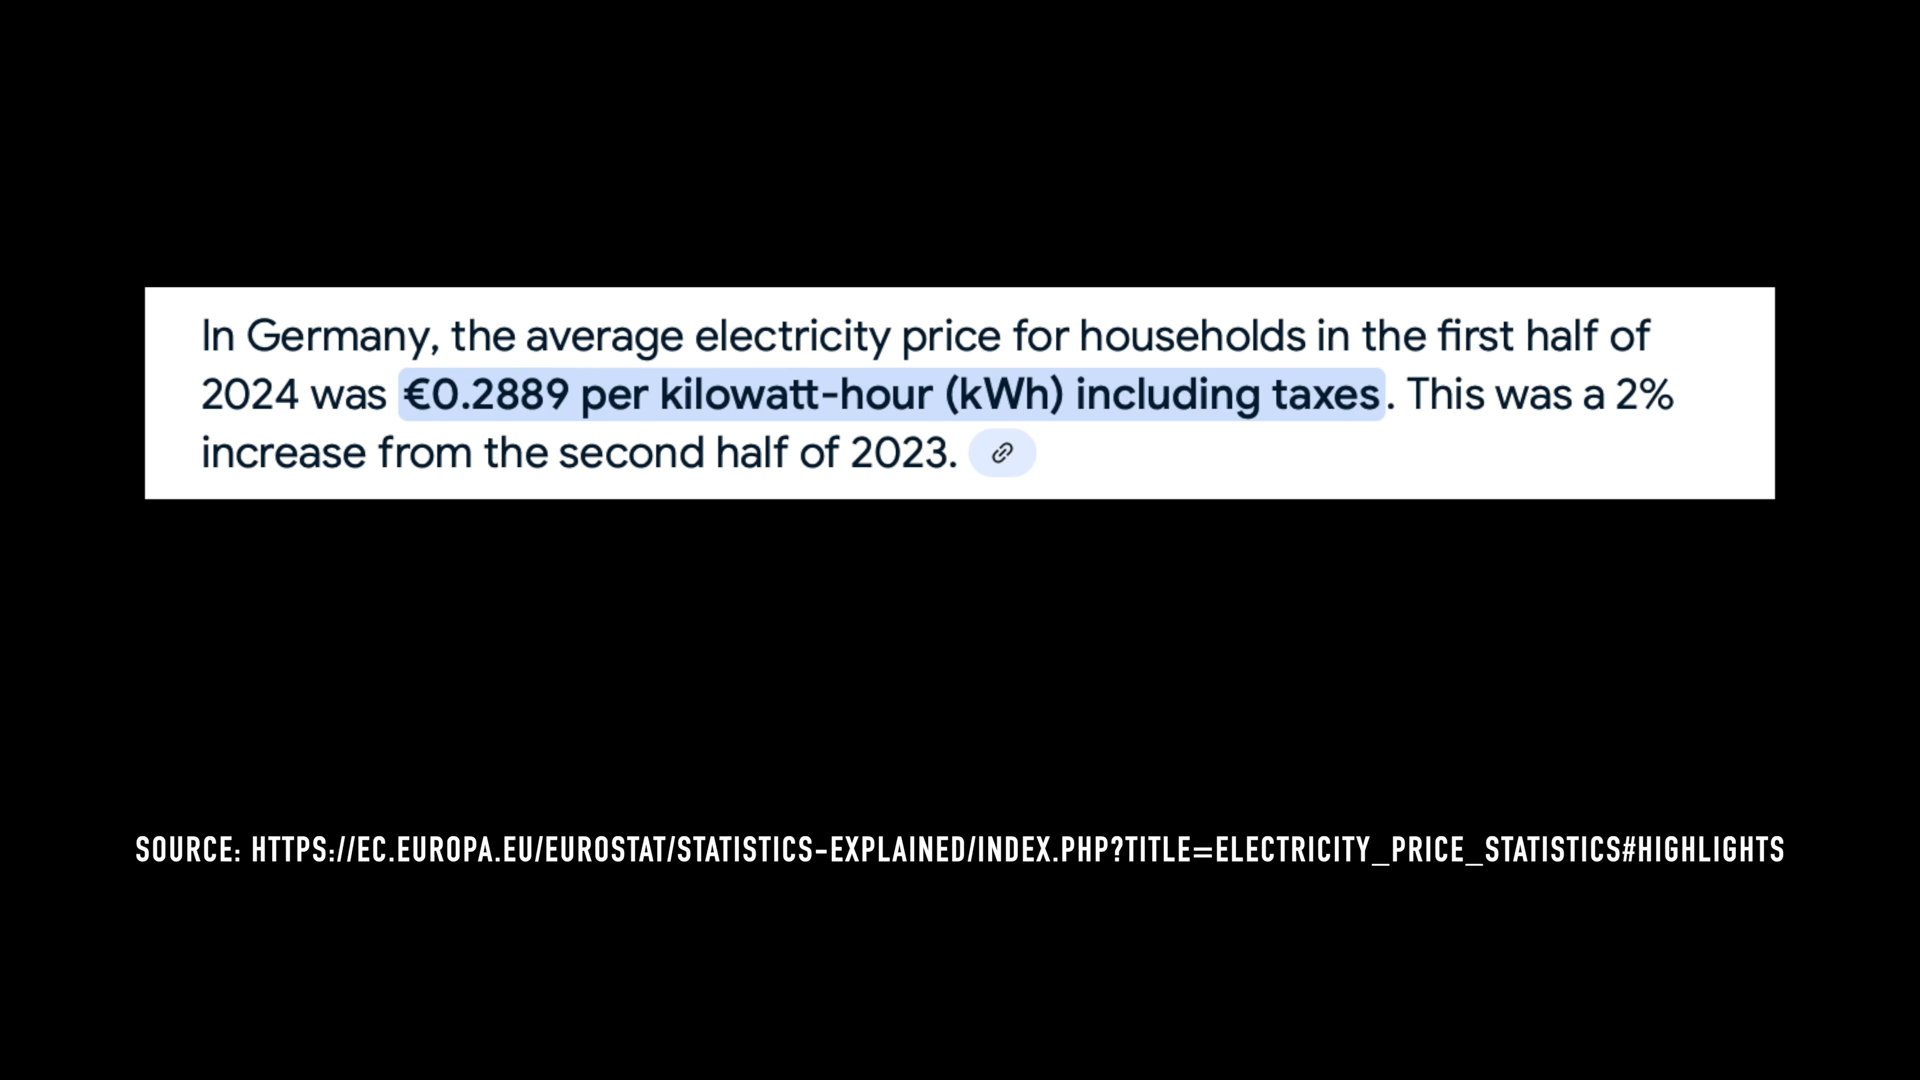 In Germany, the average electricity price for households in the first half of
2024 was €0.2889 per kilowatt-hour (kWh) including taxes. This was a 2%
increase from the second half of 2023.
SOURCE: HTTPS://EC.EUROPA.EU/EUROSTAT/STATISTICS-EXPLAINED/INDEX.PHP?TITLE=ELECTRICITY_PRICE_STATISTICS#HIGHLIGHTS